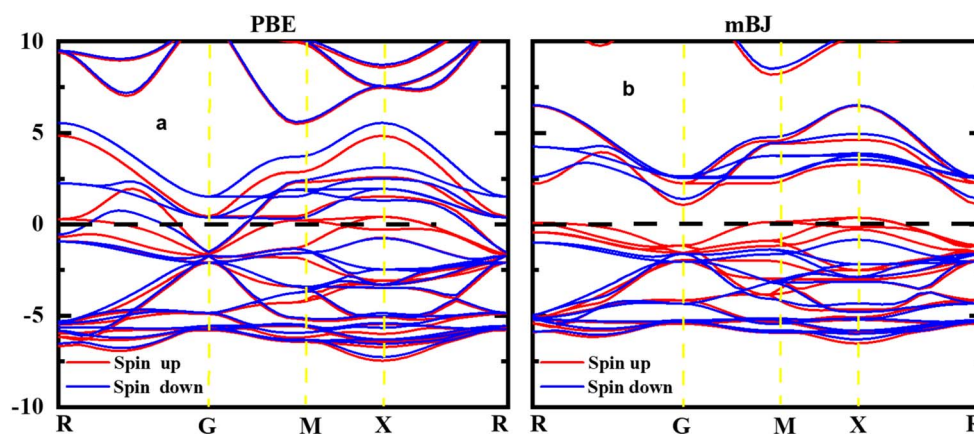 PBE
mBJ
10
5
0
-5
-10
a
b
Spin up
Spin down
Spin up
Spin down
R G M X R
R G M X